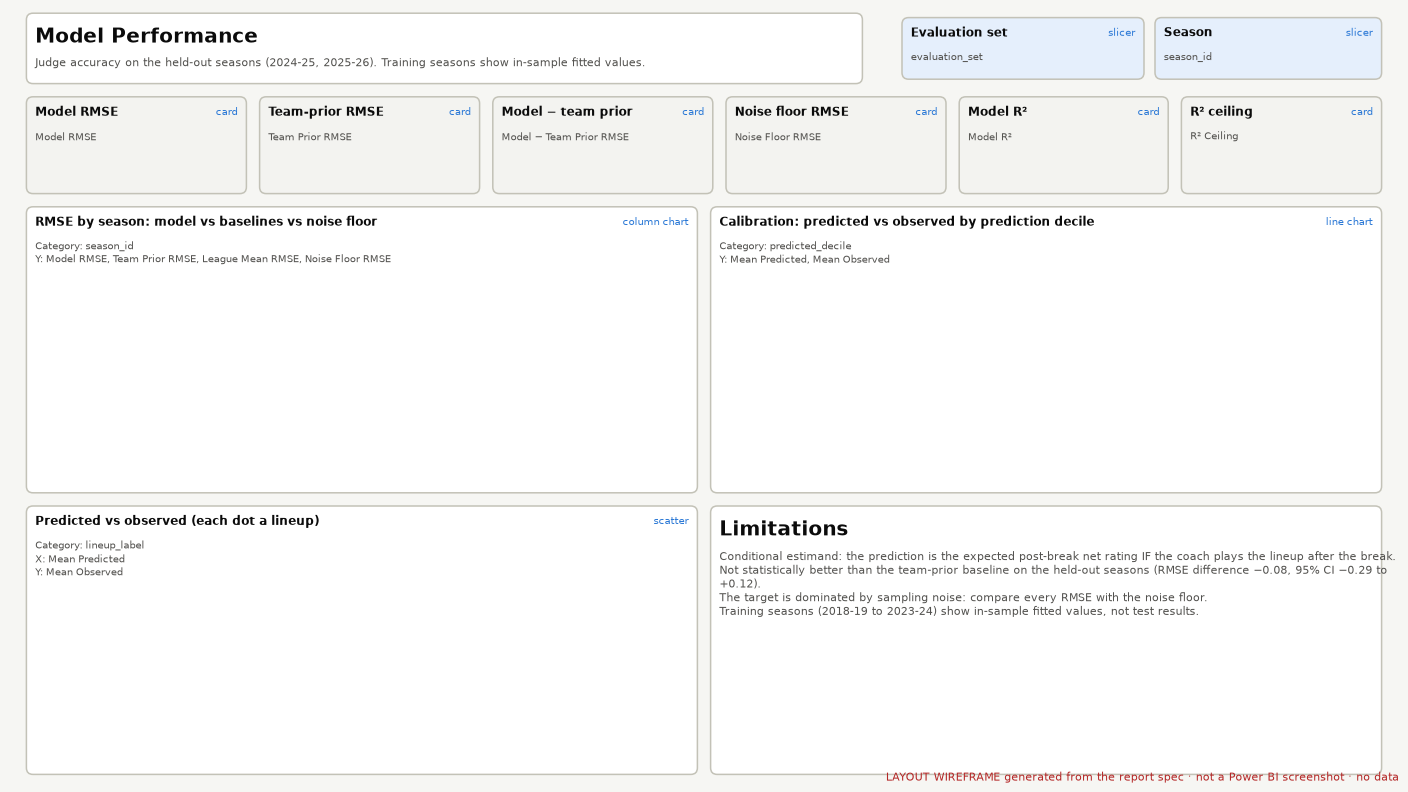 Model Performance
Judge accuracy on the held-out seasons (2024-25, 2025-26). Training seasons show in-sample fitted values.
Evaluation set
slicer
evaluation_set
Season
slicer
season_id
Model RMSE
card
Model RMSE
Team-prior RMSE
card
Team Prior RMSE
Model − team prior
card
Model − Team Prior RMSE
Noise floor RMSE
card
Noise Floor RMSE
Model R²
card
Model R²
R² ceiling
card
R² Ceiling
RMSE by season: model vs baselines vs noise floor
column chart
Category: season_id
Y: Model RMSE, Team Prior RMSE, League Mean RMSE, Noise Floor RMSE
Calibration: predicted vs observed by prediction decile
line chart
Category: predicted_decile
Y: Mean Predicted, Mean Observed
Predicted vs observed (each dot a lineup)
scatter
Category: lineup_label
X: Mean Predicted
Y: Mean Observed
Limitations
Conditional estimand: the prediction is the expected post-break net rating IF the coach plays the lineup after the break.
Not statistically better than the team-prior baseline on the held-out seasons (RMSE difference −0.08, 95% CI −0.29 to
+0.12).
The target is dominated by sampling noise: compare every RMSE with the noise floor.
Training seasons (2018-19 to 2023-24) show in-sample fitted values, not test results.
LAYOUT WIREFRAME generated from the report spec · not a Power BI screenshot · no data